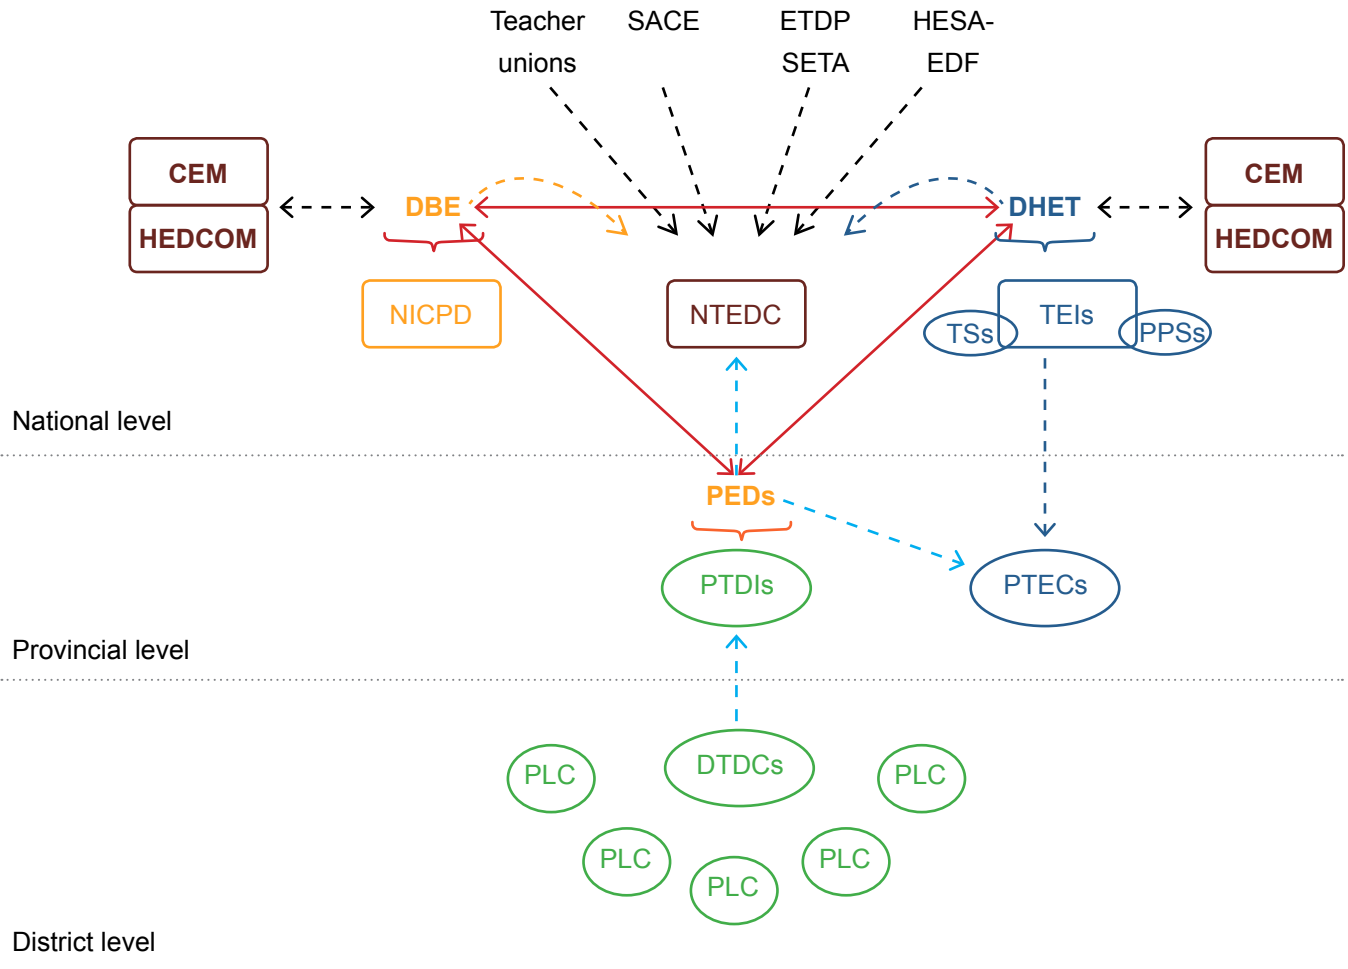 Teacher unions
SACE
ETDP SETA
HESA-EDF
CEM
HEDCOM
DBE
DHET
CEM
HEDCOM
NICPD
NTEDC
TSs
TEIs
PPSs
National level
PEDs
PTDIs
PTECs
Provincial level
DTDCs
PLC
PLC
PLC
PLC
PLC
District level